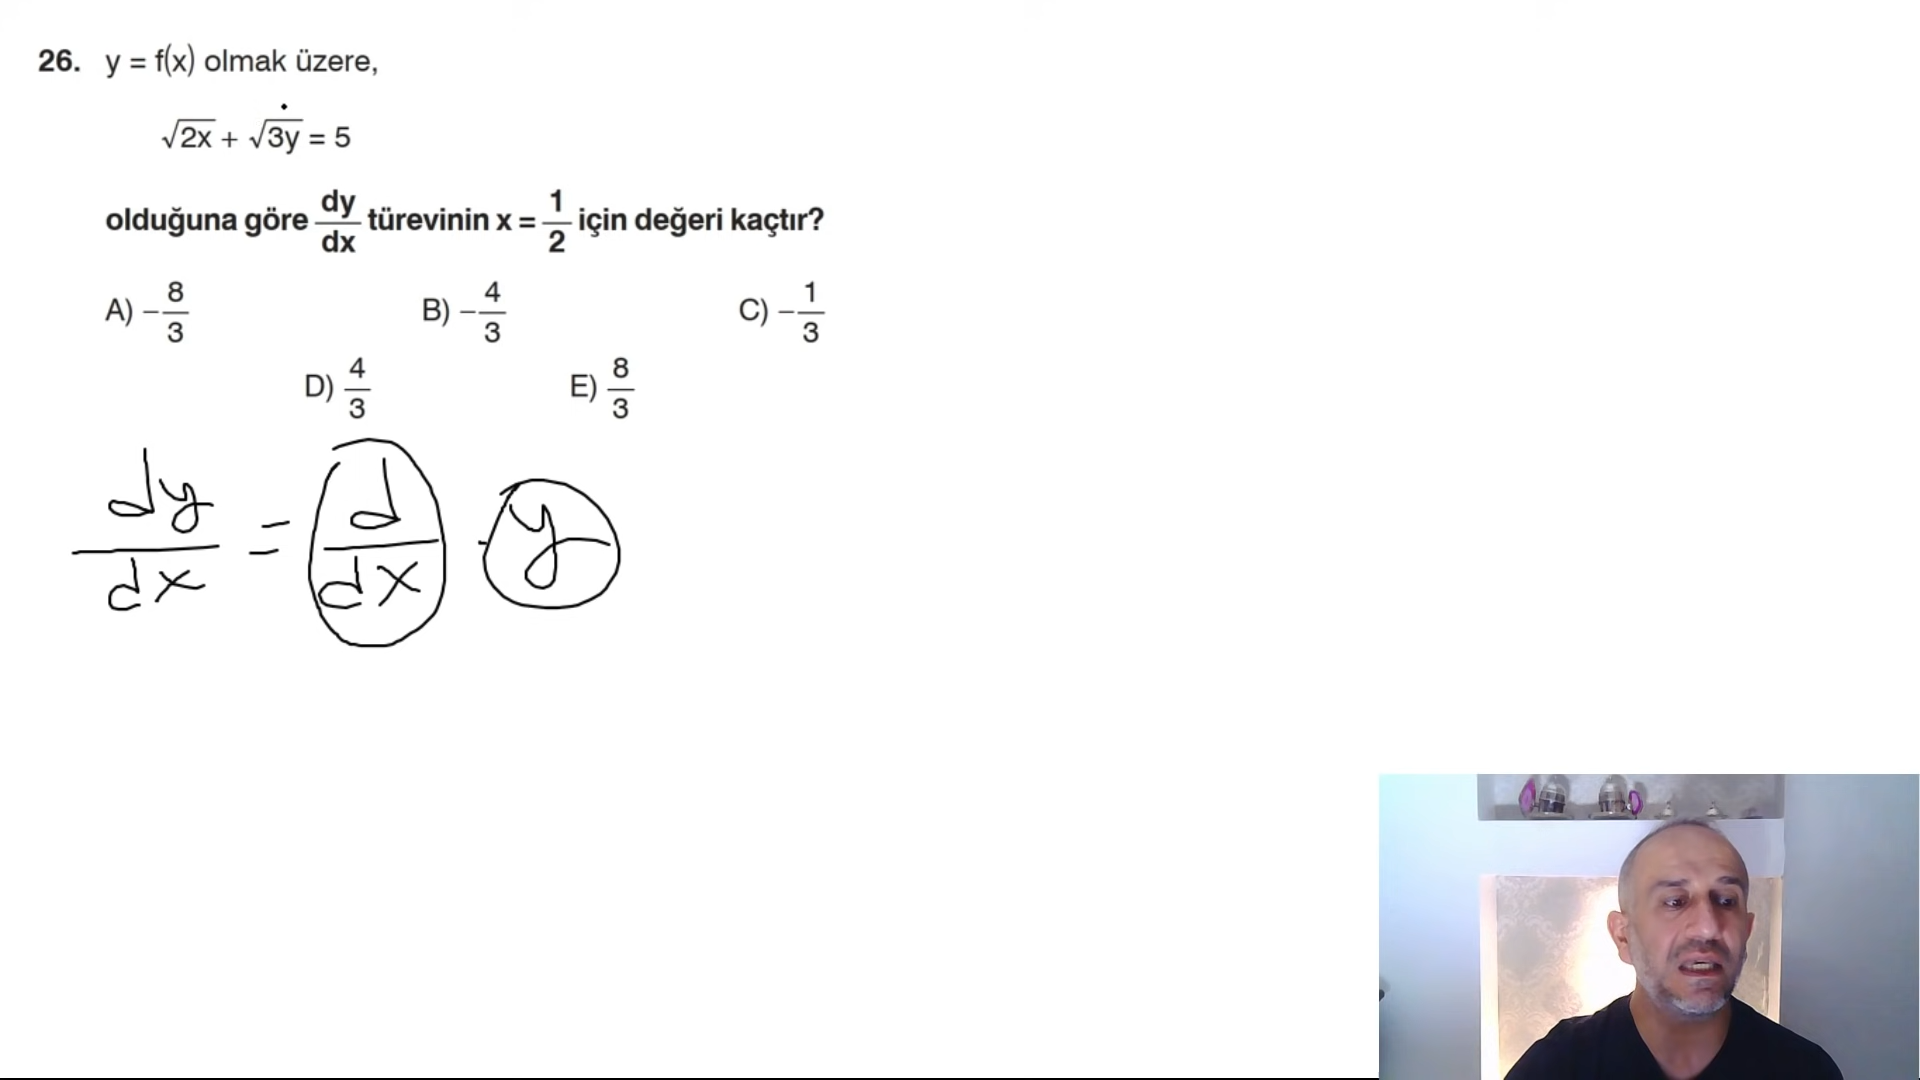 26. y = f(x) olmak üzere,
√2x + √3y = 5
olduğuna göre dy/dx türevinin x = 1/2 için değeri kaçtır?
A) −8/3 B) −4/3 C) −1/3
D) 4/3 E) 8/3
dy/dx = d/dx · y